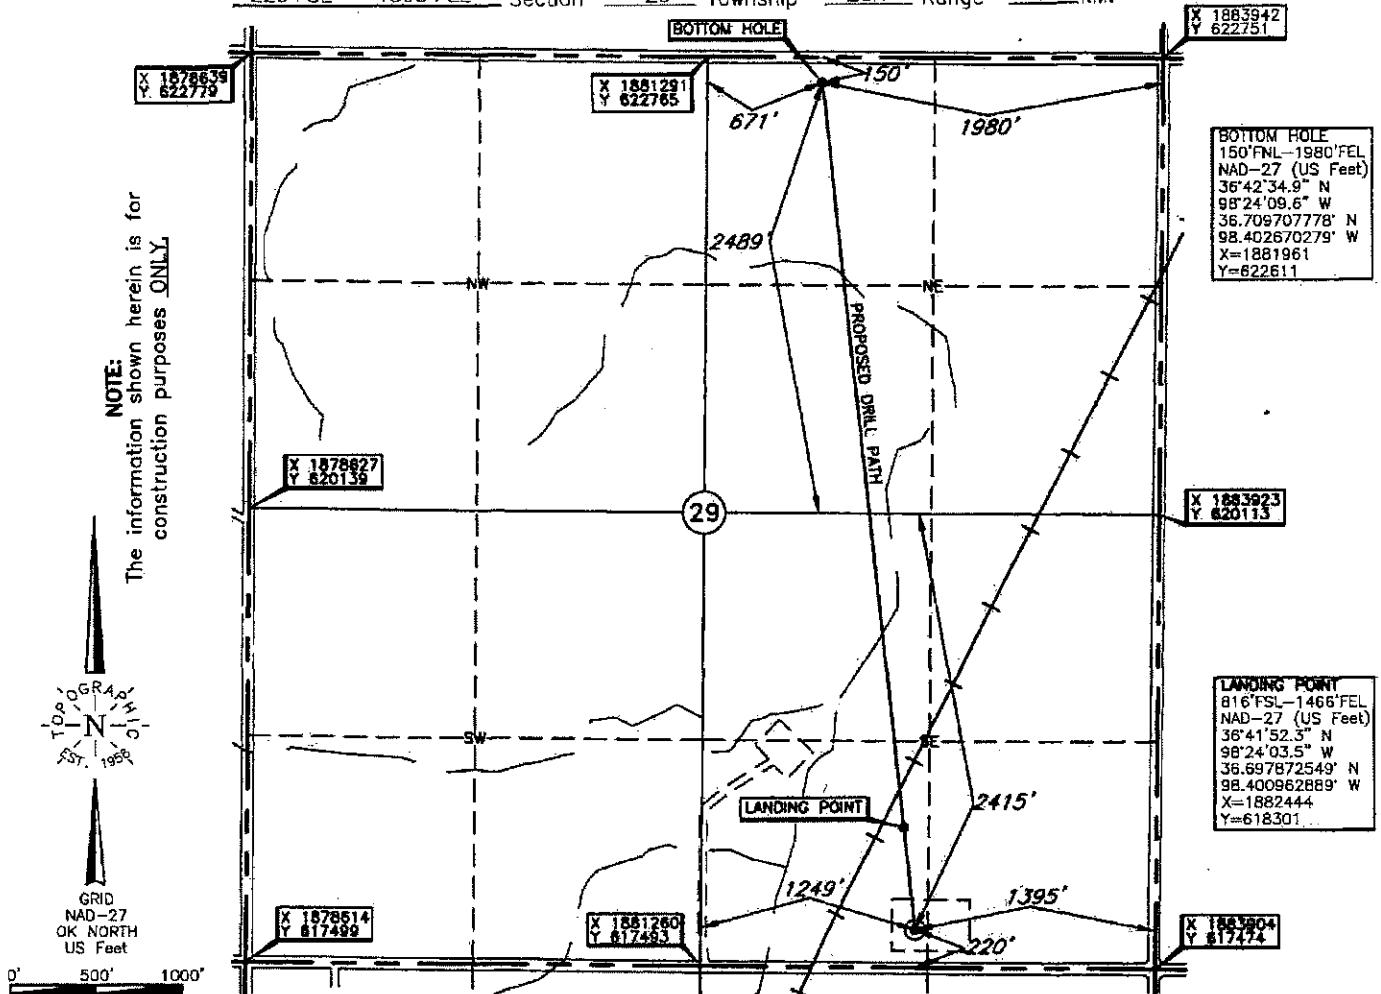 Section
Township
Range
BOTTOM HOLE
X 1883942
Y 622751
X 1878639
Y 622779
X 1881291
Y 622765
150'
671'
1980'
BOTTOM HOLE
150'FNL-1980'FEL
NAD-27 (US Feet)
36°42'34.9" N
98°24'09.6" W
36.709707778° N
98.402670279° W
X=1881961
Y=622611
NOTE:
The information shown herein is for
construction purposes ONLY
2489'
NW
NE
PROPOSED DRILL PATH
X 1878627
Y 620139
29
X 1883923
Y 620113
TOPOGRAPHIC
N
EST. 1958
SW
SE
LANDING POINT
816'FSL-1466'FEL
NAD-27 (US Feet)
36°41'52.3" N
98°24'03.5" W
36.697872549° N
98.400962889° W
X=1882444
Y=618301
LANDING POINT
2415'
1249'
1395'
GRID
NAD-27
OK NORTH
US Feet
X 1878614
Y 617499
X 1881260
Y 617493
220'
X 1883904
Y 617474
0'
500'
1000'